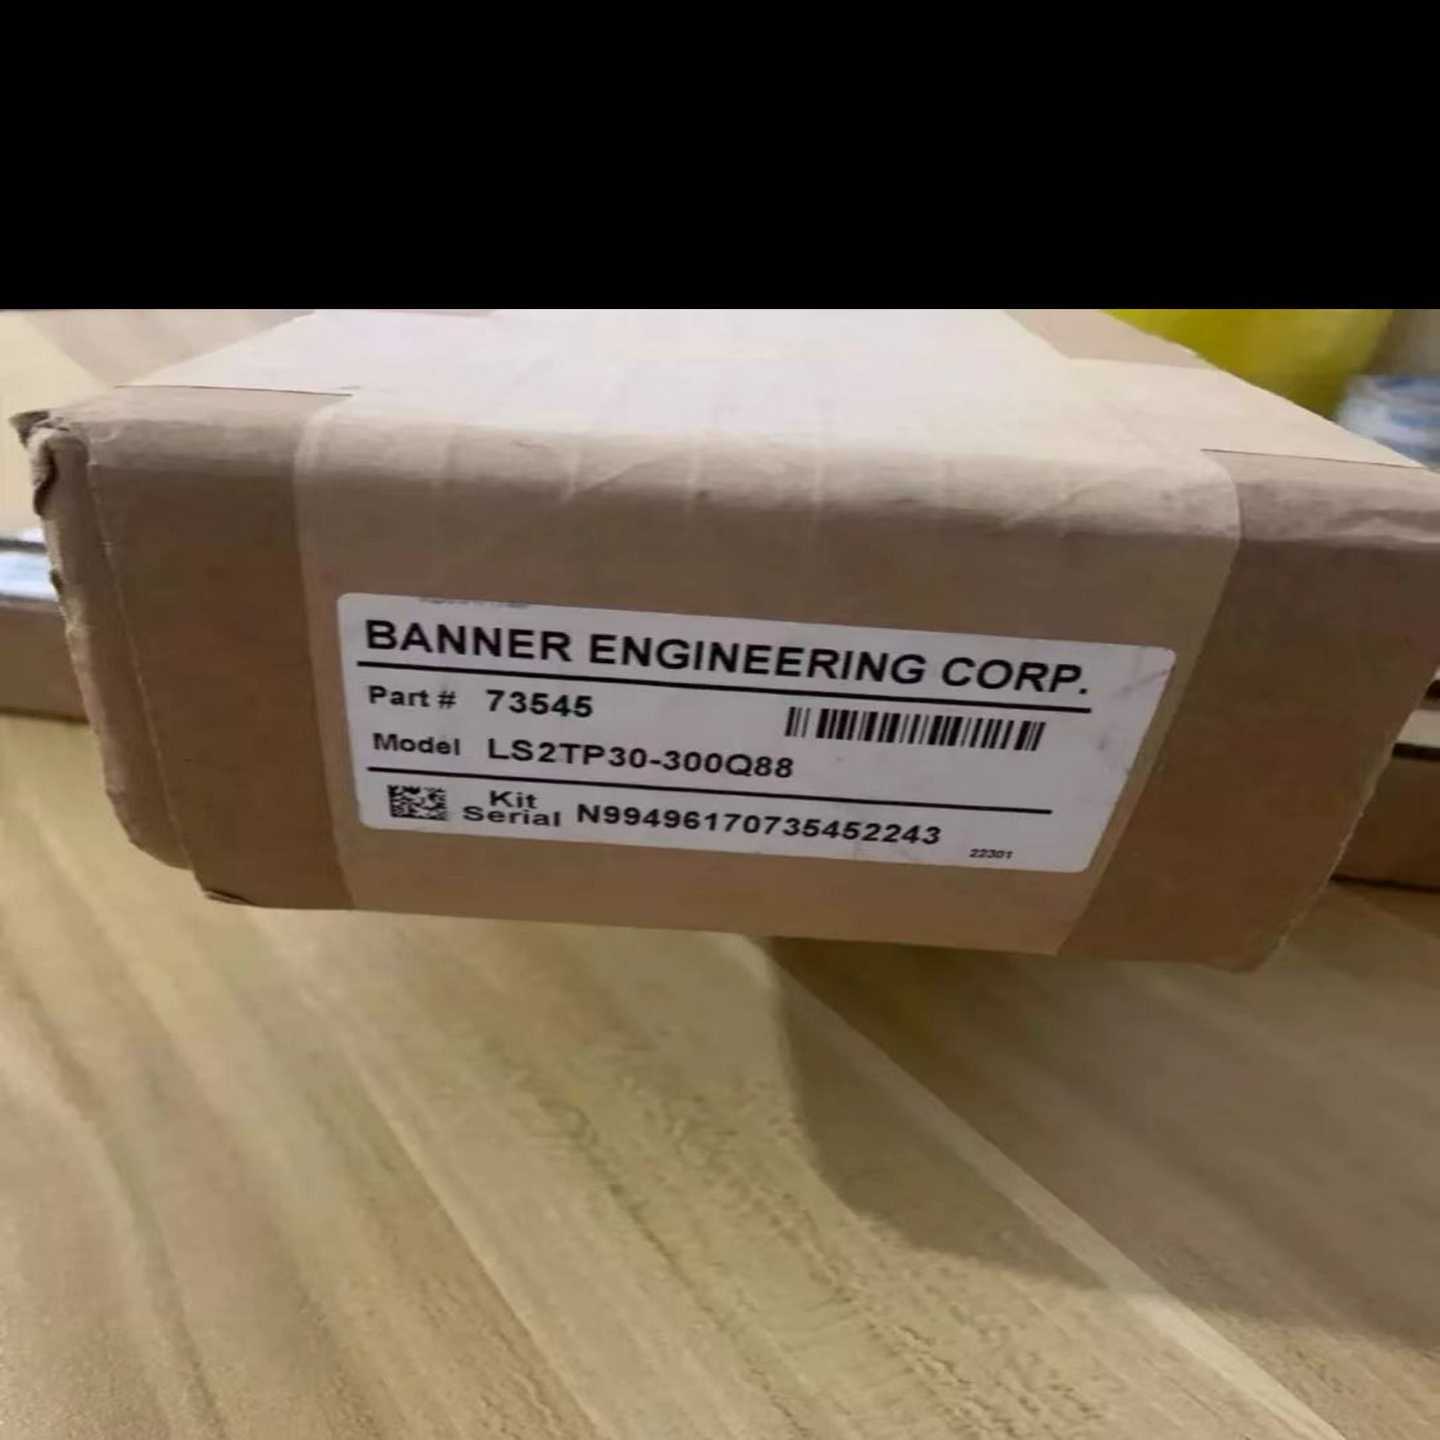 BANNER ENGINEERING CORP.
Part # 73545
Model LS2TP30-300Q88
Kit
Serial N99496170735452243
22301